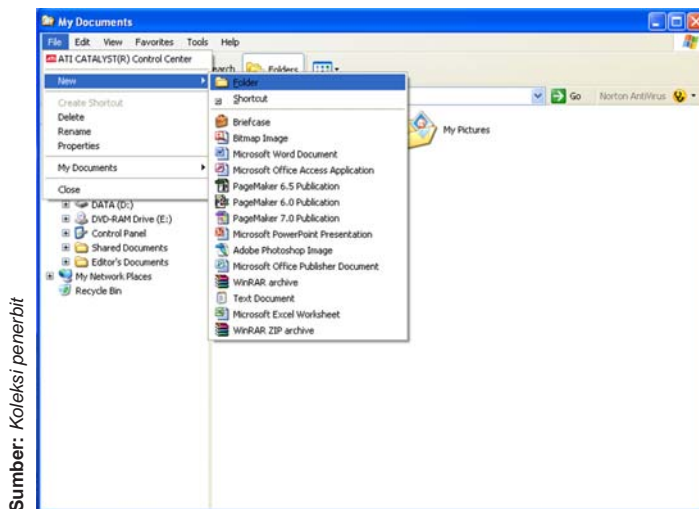 My Documents
File Edit View Favorites Tools Help
ATI CATALYST(R) Control Center
New
Create Shortcut
Delete
Rename
Properties
My Documents
Close
Folders
Folder
Shortcut
Briefcase
Bitmap Image
Microsoft Word Document
Microsoft Office Access Application
PageMaker 6.5 Publication
PageMaker 6.0 Publication
PageMaker 7.0 Publication
Microsoft PowerPoint Presentation
Adobe Photoshop Image
Microsoft Office Publisher Document
WinRAR archive
Text Document
Microsoft Excel Worksheet
WinRAR ZIP archive
Go Norton AntiVirus
My Pictures
DATA (D:)
DVD-RAM Drive (E:)
Control Panel
Shared Documents
Editor's Documents
My Network Places
Recycle Bin
Sumber: Koleksi penerbit